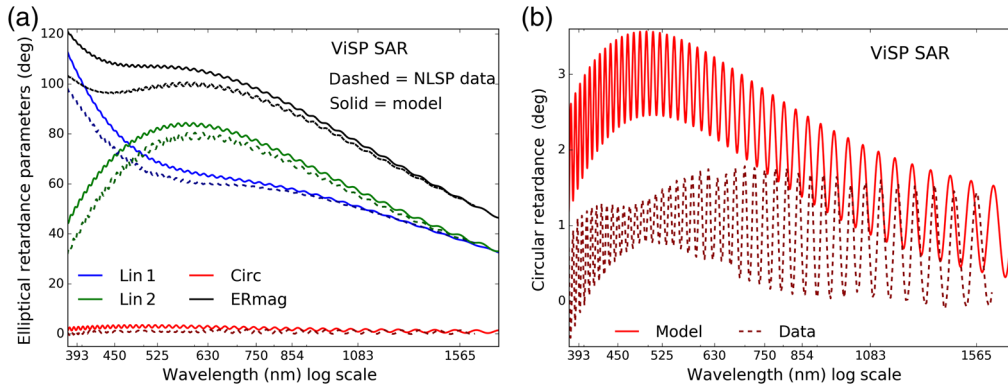 (a)
Elliptical retardance parameters (deg)
120
100
80
60
40
20
0
ViSP SAR
Dashed = NLSP data
Solid = model
Lin 1
Circ
Lin 2
ERmag
393 450 525 630 750 854 1083 1565
Wavelength (nm) log scale
(b)
Circular retardance (deg)
3
2
1
0
ViSP SAR
Model
Data
393 450 525 630 750 854 1083 1565
Wavelength (nm) log scale